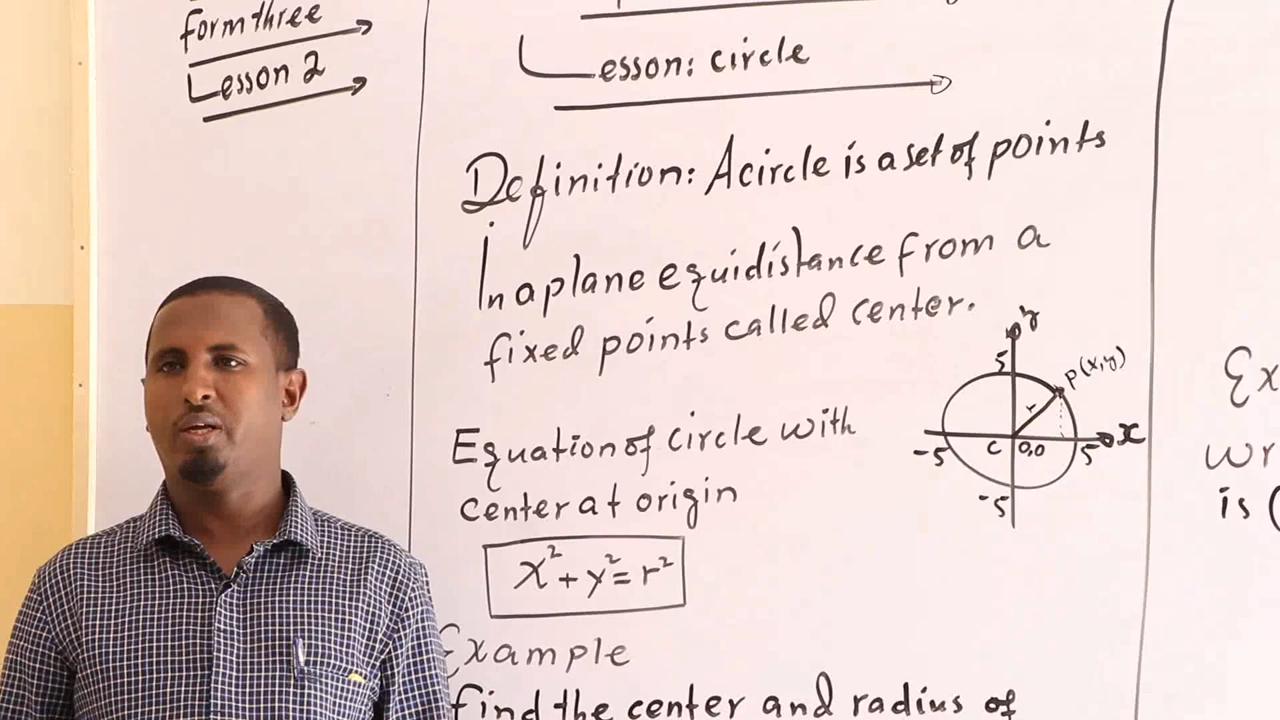 Form three
Lesson 2
Lesson: circle
Definition: A circle is a set of points
In a plane equidistance from a
fixed points called center.
y
5
P(x,y)
r
-5
C
0,0
5
x
-5
Equation of circle with
center at origin
x²+y²=r²
Example
find the center and radius of
Ex
wr
is (